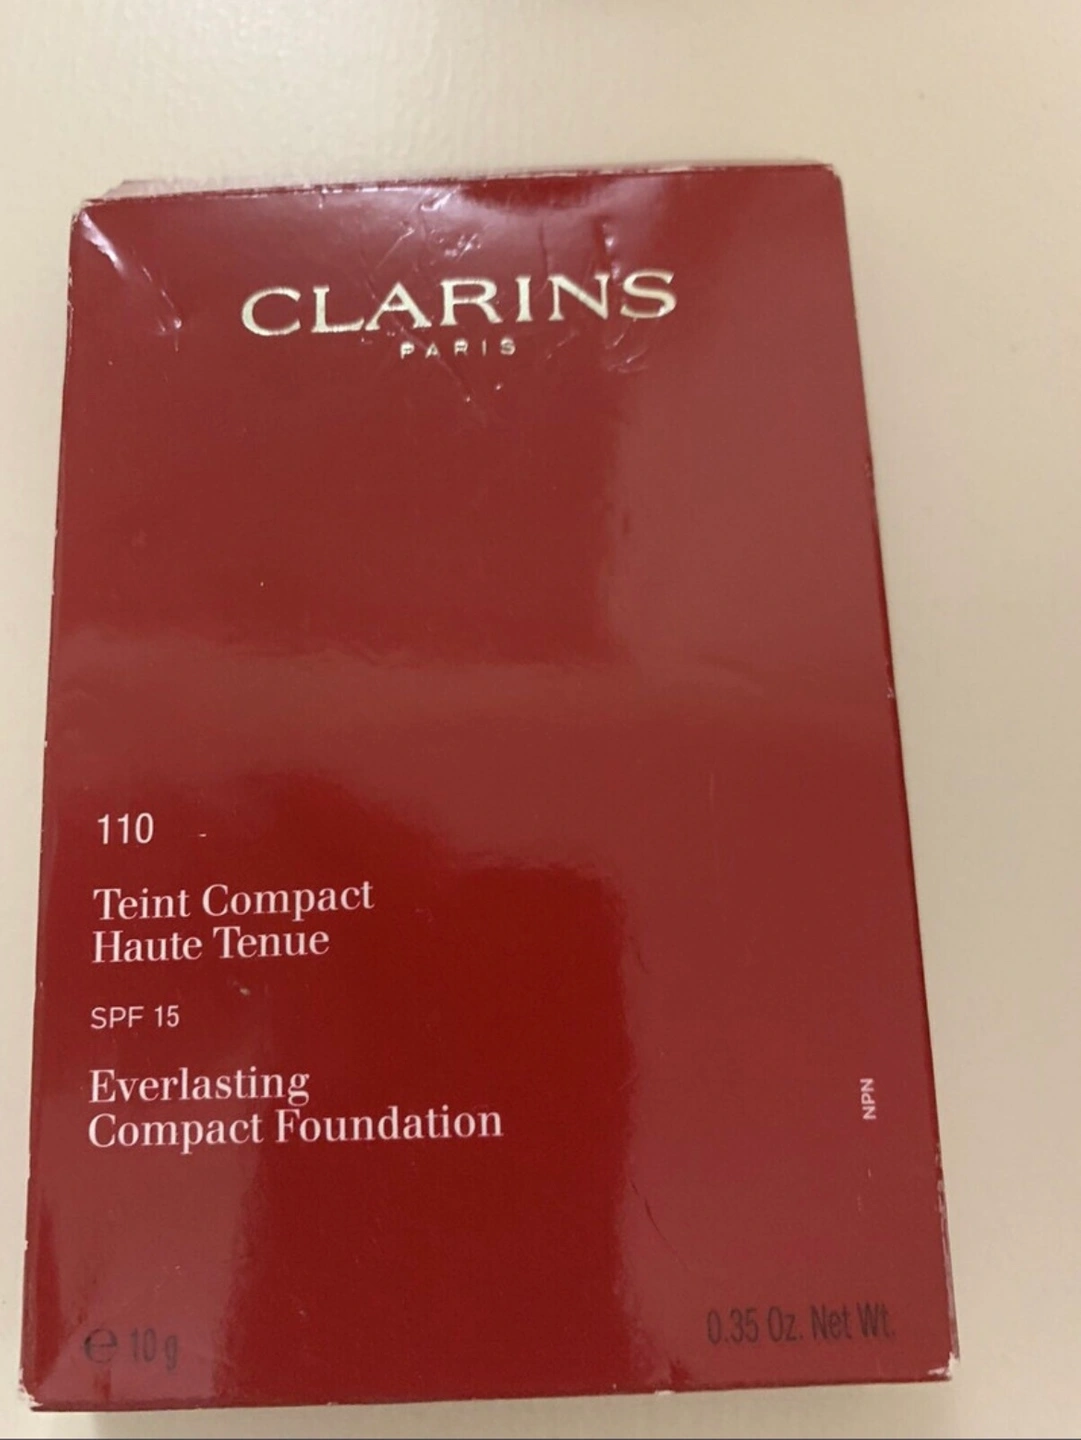 CLARINS
PARIS
110
Teint Compact
Haute Tenue
SPF 15
Everlasting
Compact Foundation
NPN
℮ 10 g
0.35 Oz. Net Wt.